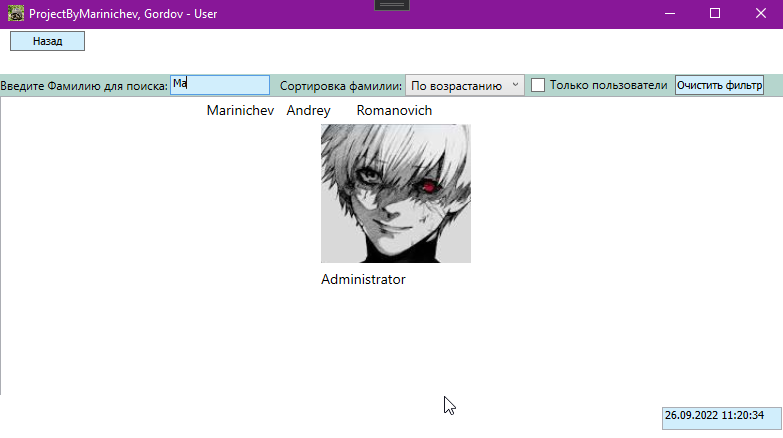 ProjectByMarinichev, Gordov - User
Назад
Введите Фамилию для поиска: Ma Сортировка фамилии: По возрастанию Только пользователи Очистить фильтр
Marinichev Andrey Romanovich
Administrator
26.09.2022 11:20:34